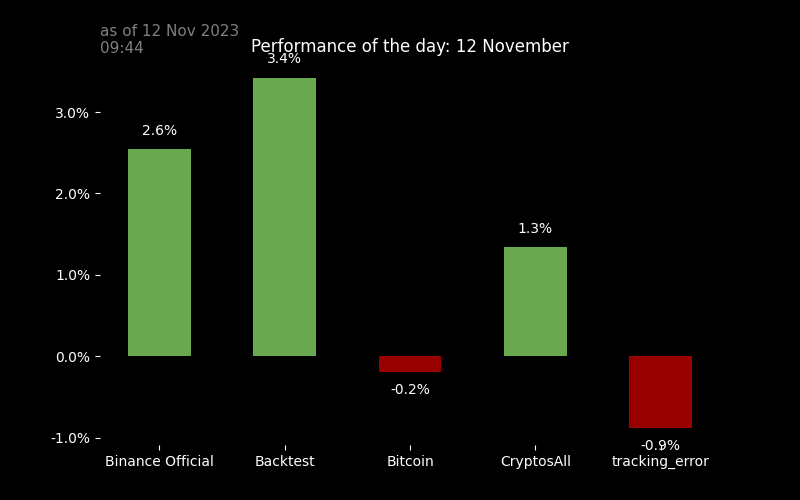 as of 12 Nov 2023
09:44
Performance of the day: 12 November
3.4%
3.0%
2.6%
2.0%
1.3%
1.0%
0.0%
-0.2%
-1.0%
-0.9%
Binance Official
Backtest
Bitcoin
CryptosAll
tracking_error